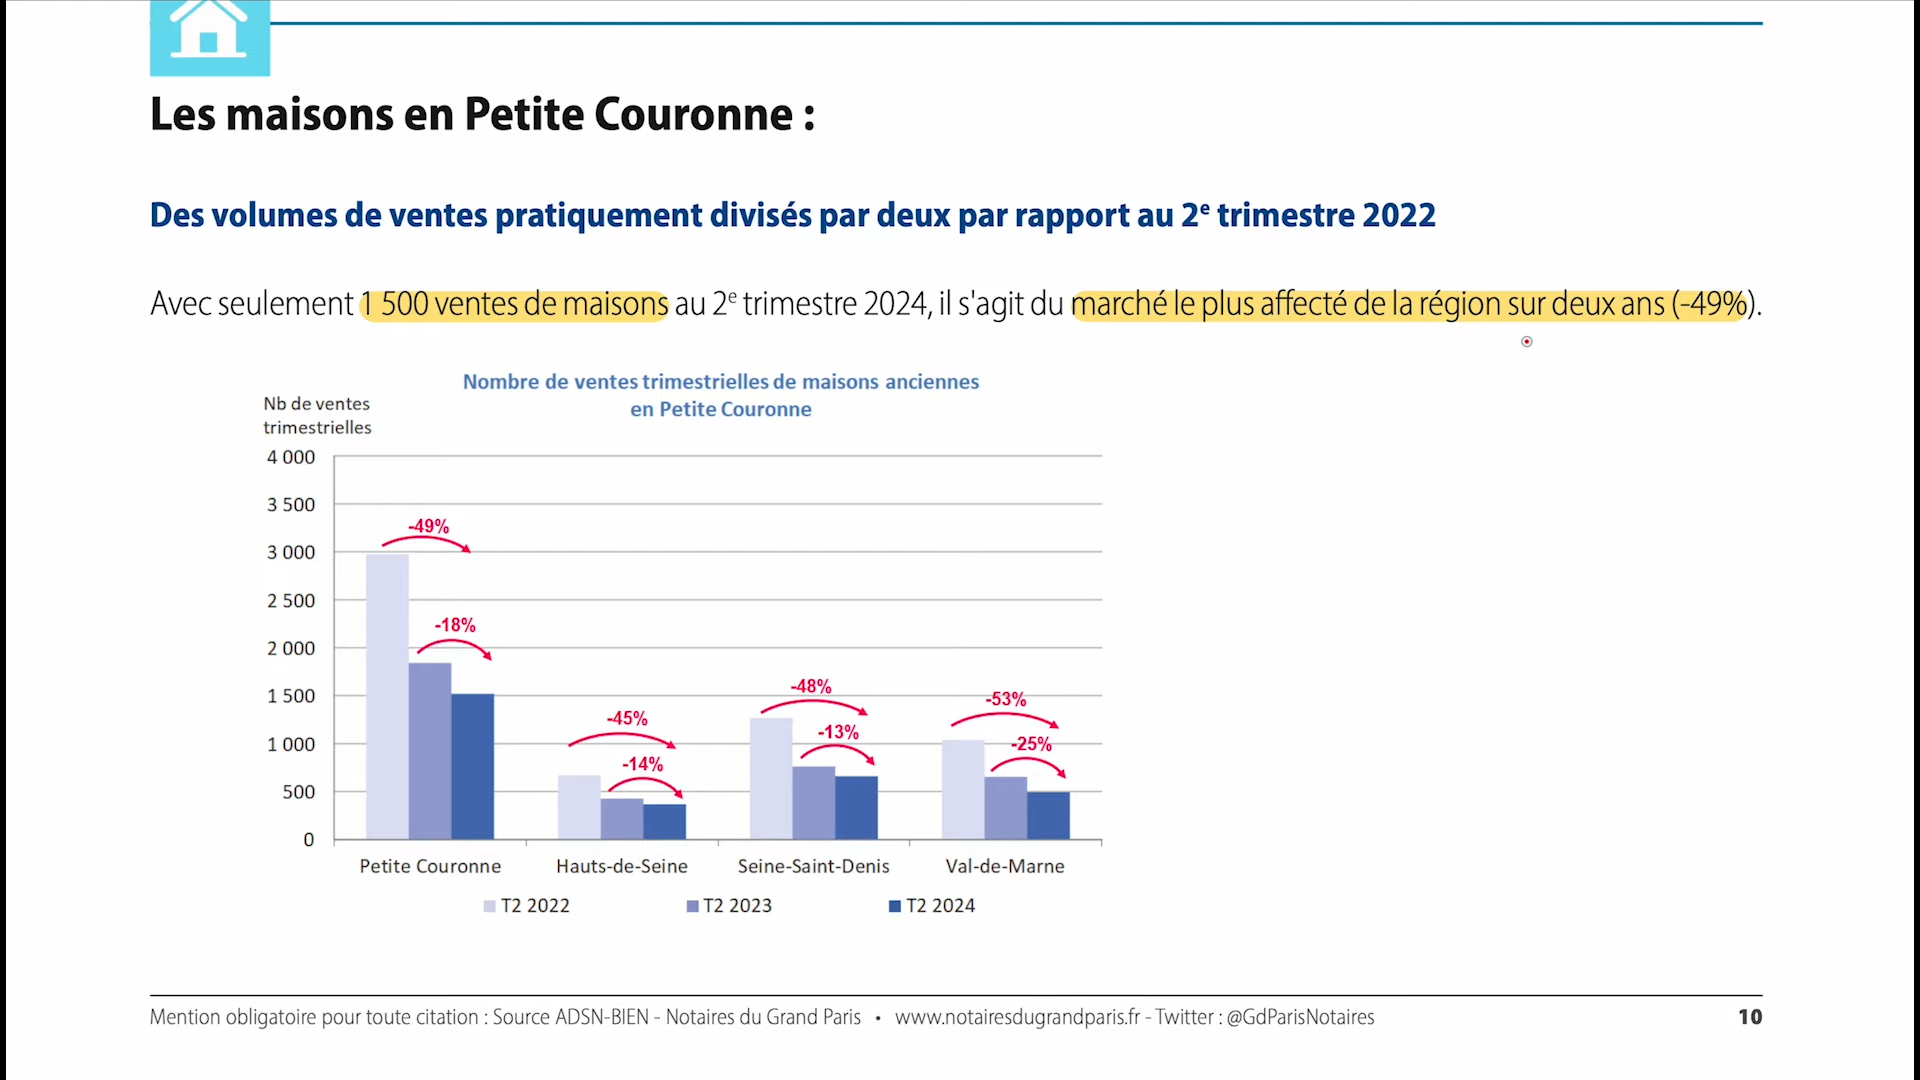 Les maisons en Petite Couronne :
Des volumes de ventes pratiquement divisés par deux par rapport au 2e trimestre 2022
Avec seulement 1 500 ventes de maisons au 2e trimestre 2024, il s'agit du marché le plus affecté de la région sur deux ans (-49%).
Nombre de ventes trimestrielles de maisons anciennes
en Petite Couronne
Nb de ventes
trimestrielles
4 000
3 500
3 000
2 500
2 000
1 500
1 000
500
0
-49%
-18%
-45%
-14%
-48%
-13%
-53%
-25%
Petite Couronne
Hauts-de-Seine
Seine-Saint-Denis
Val-de-Marne
T2 2022
T2 2023
T2 2024
Mention obligatoire pour toute citation : Source ADSN-BIEN - Notaires du Grand Paris • www.notairesdugrandparis.fr - Twitter : @GdParisNotaires
10